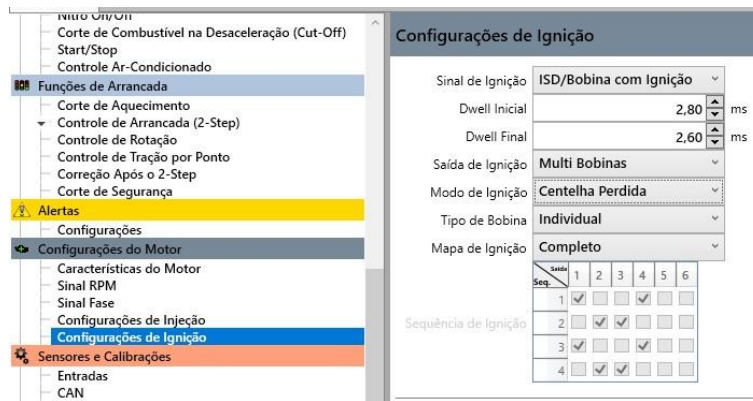 Nitro On/Off
Corte de Combustível na Desaceleração (Cut-Off)
Start/Stop
Controle Ar-Condicionado
Funções de Arrancada
Corte de Aquecimento
Controle de Arrancada (2-Step)
Controle de Rotação
Controle de Tração por Ponto
Correção Após o 2-Step
Corte de Segurança
Alertas
Configurações
Configurações do Motor
Características do Motor
Sinal RPM
Sinal Fase
Configurações de Injeção
Configurações de Ignição
Sensores e Calibrações
Entradas
CAN
Configurações de Ignição
Sinal de Ignição ISD/Bobina com Ignição
Dwell Inicial 2,80 ms
Dwell Final 2,60 ms
Saída de Ignição Multi Bobinas
Modo de Ignição Centelha Perdida
Tipo de Bobina Individual
Mapa de Ignição Completo
Saída 1 2 3 4 5 6
Seq.
1
Sequência de Ignição 2
3
4